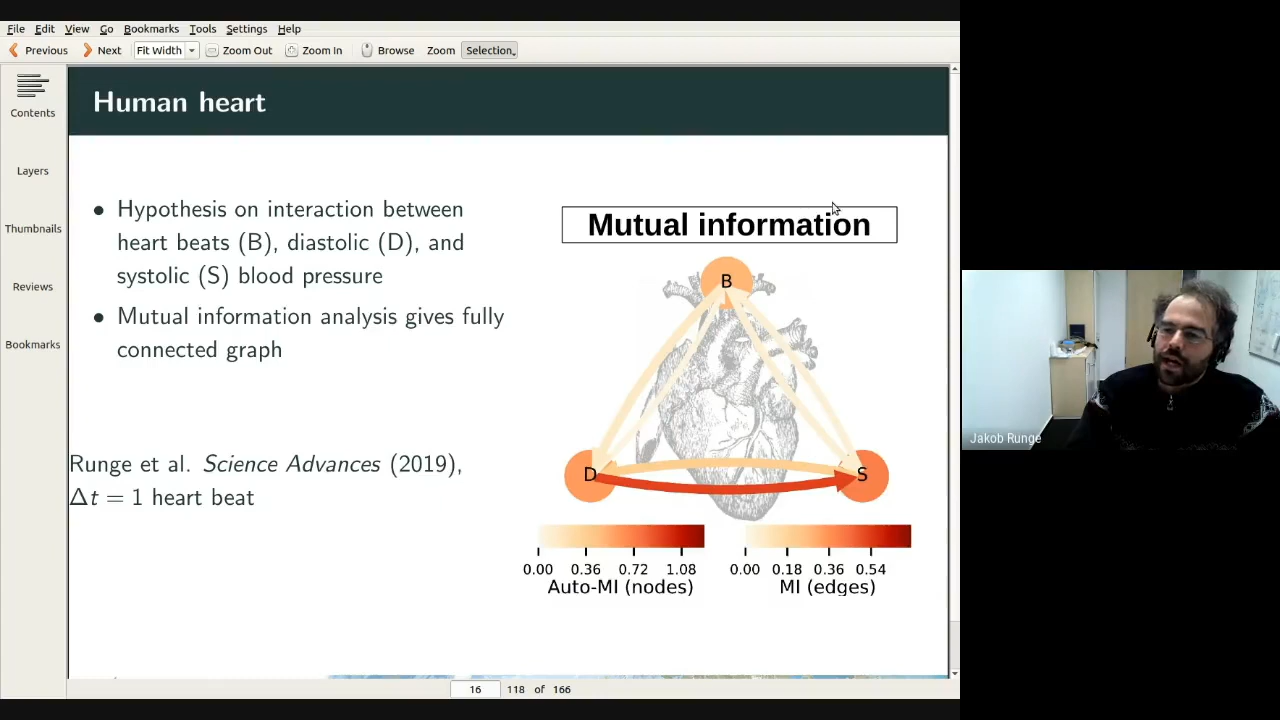 File Edit View Go Bookmarks Tools Settings Help
Previous Next Fit Width Zoom Out Zoom In Browse Zoom Selection
Contents
Layers
Thumbnails
Reviews
Bookmarks
Human heart
• Hypothesis on interaction between
heart beats (B), diastolic (D), and
systolic (S) blood pressure
• Mutual information analysis gives fully
connected graph
Runge et al. Science Advances (2019),
Δt = 1 heart beat
Mutual information
B
D
S
0.00 0.36 0.72 1.08
Auto-MI (nodes)
0.00 0.18 0.36 0.54
MI (edges)
16 118 of 166
Jakob Runge